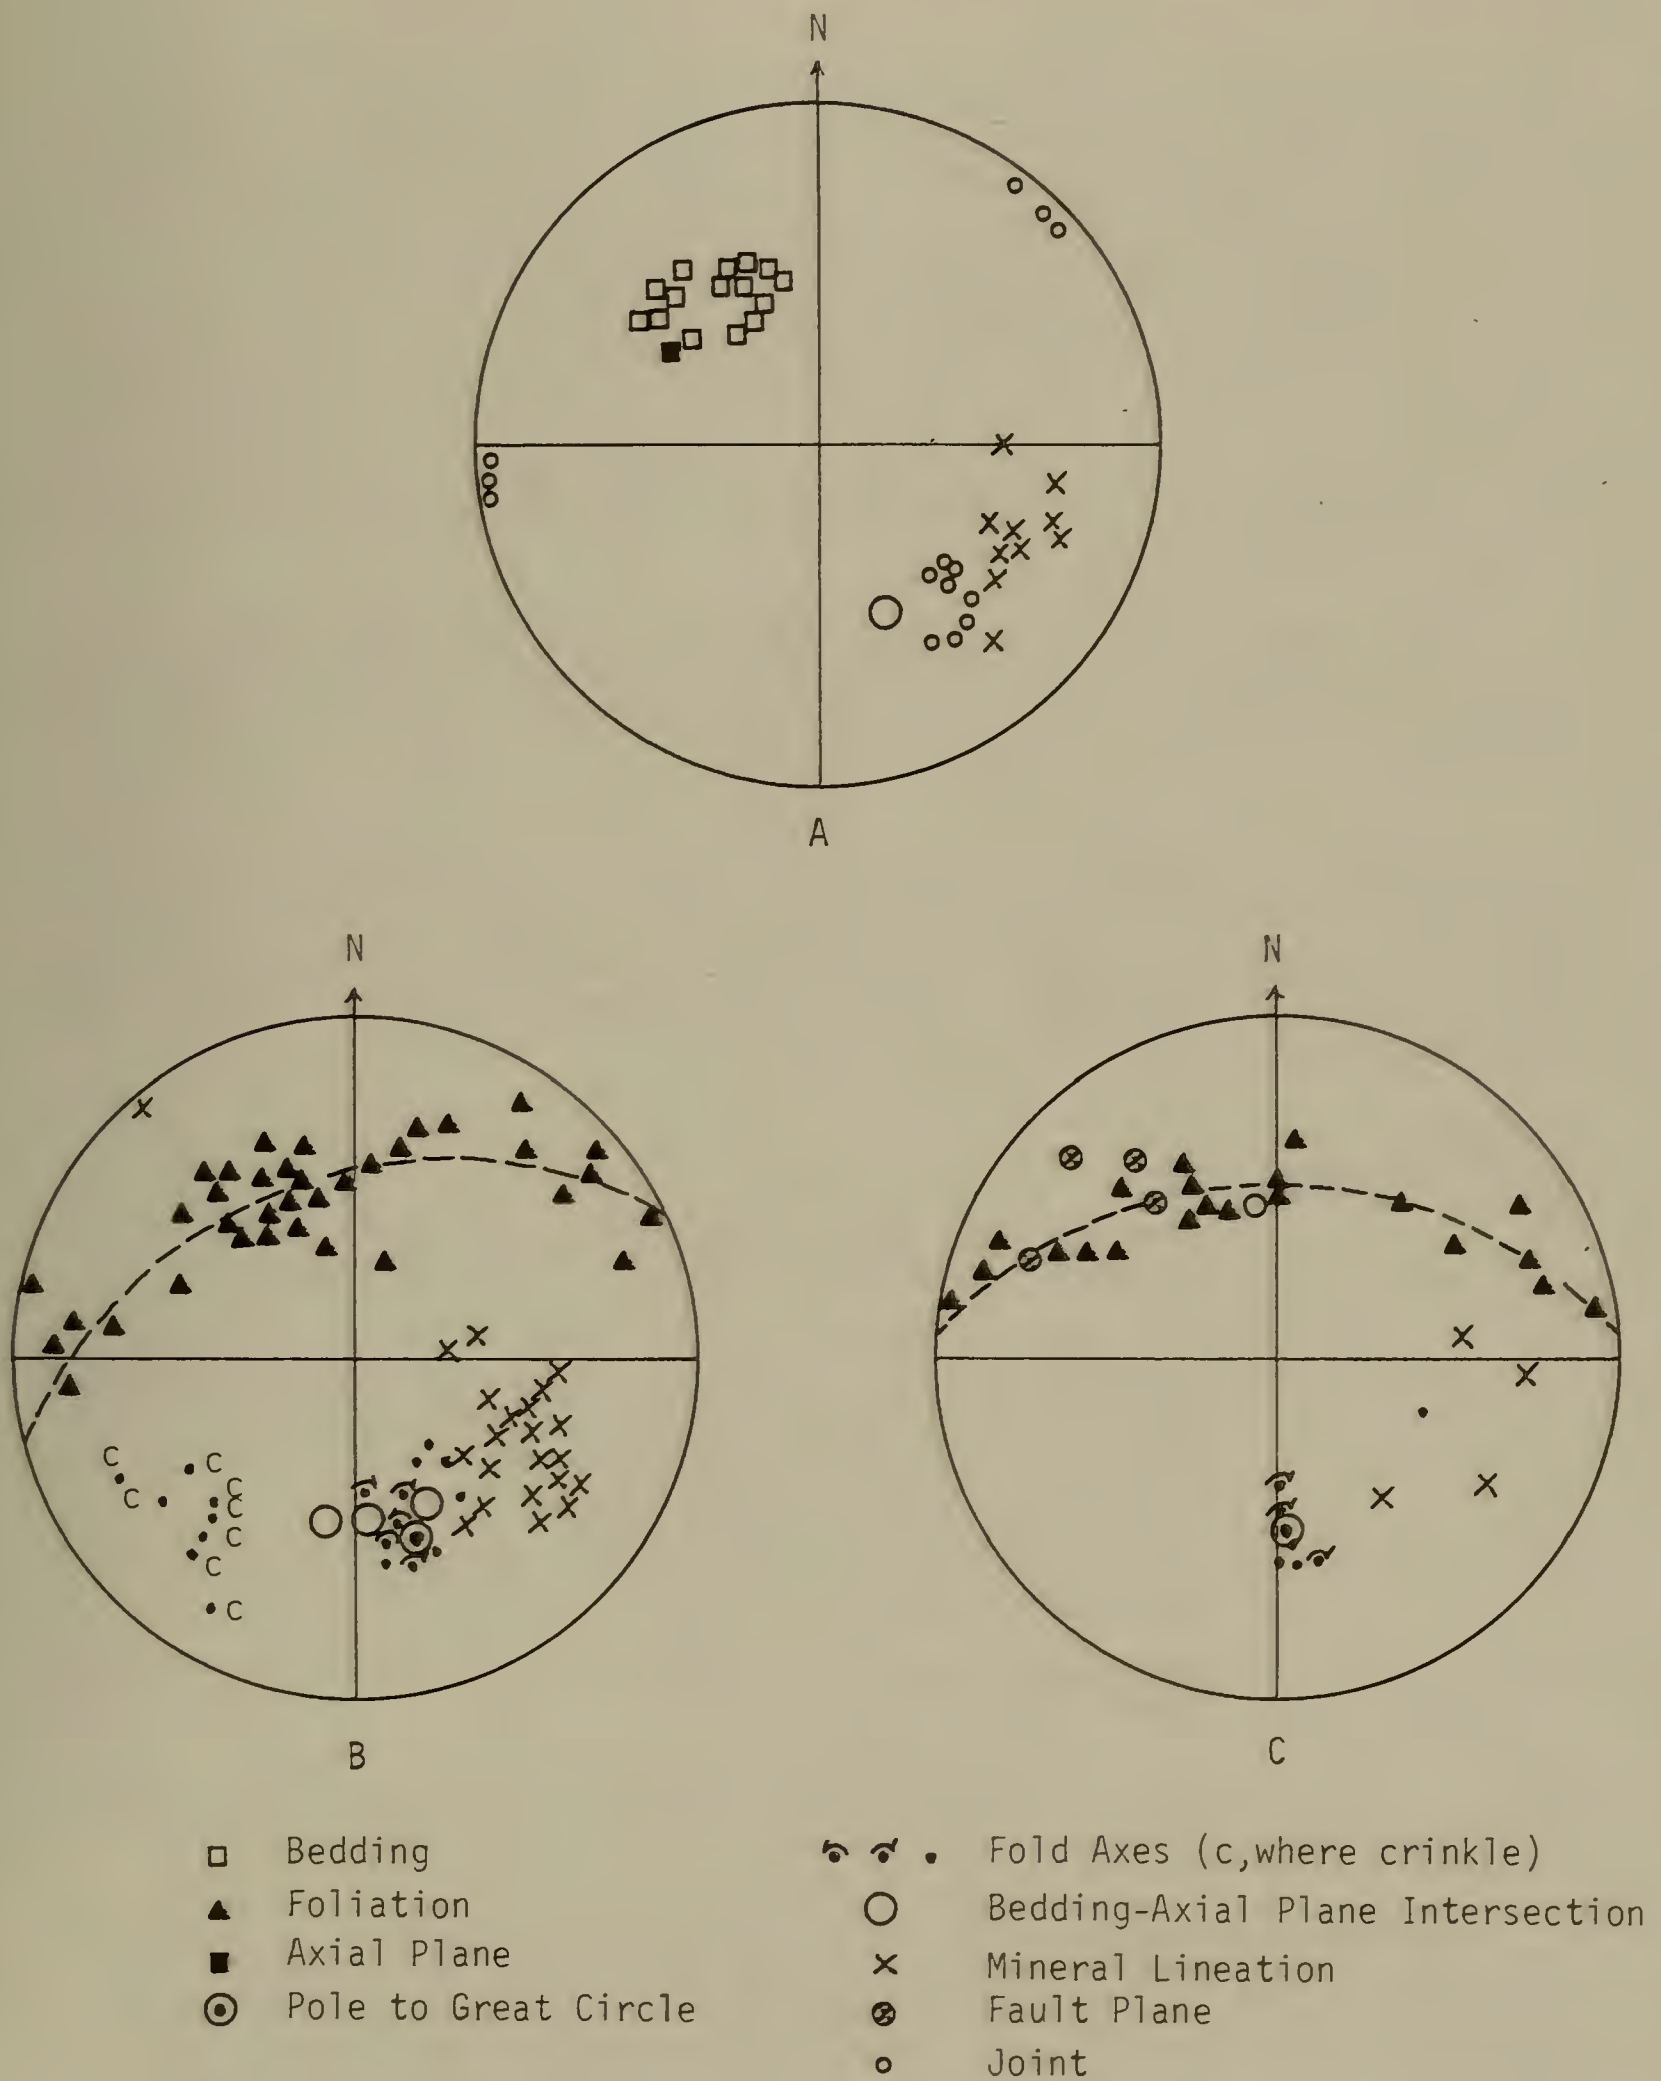 N
A
N
N
C
C
C
C
C
C
C
C
B
C
Bedding
Foliation
Axial Plane
Pole to Great Circle
Fold Axes (c,where crinkle)
Bedding-Axial Plane Intersection
Mineral Lineation
Fault Plane
Joint